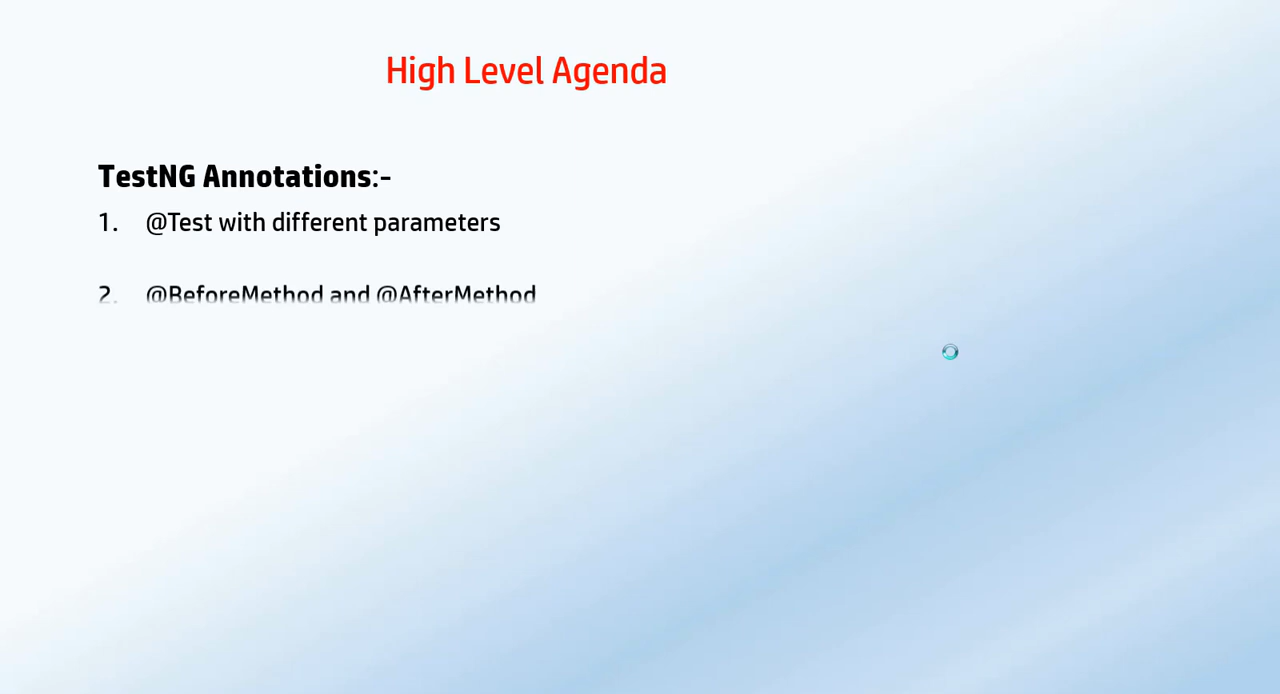 High Level Agenda
TestNG Annotations:-
1. @Test with different parameters
2. @BeforeMethod and @AfterMethod